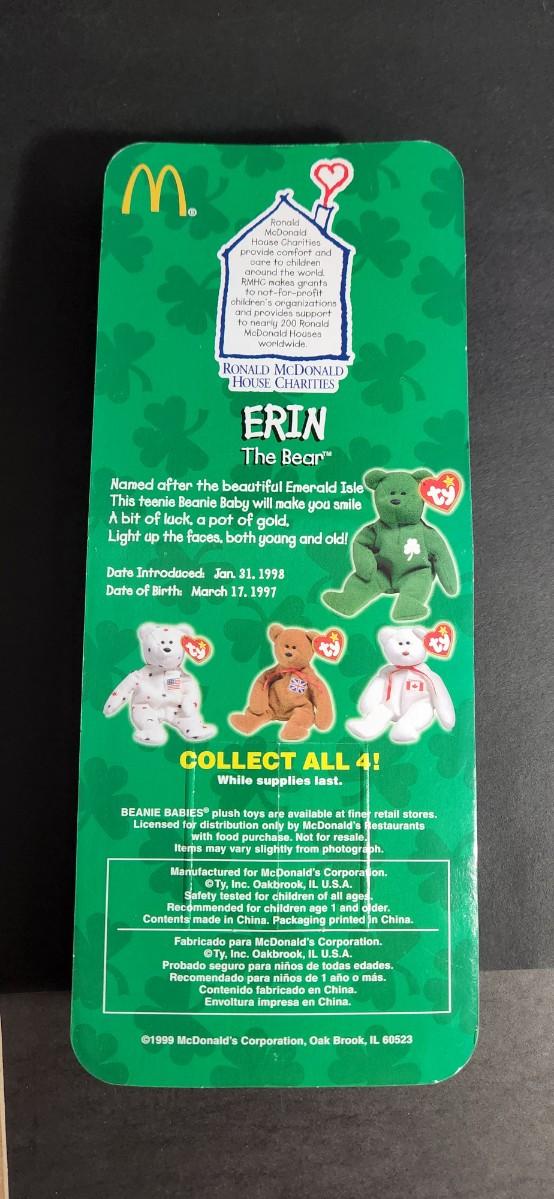 Ronald
McDonald
House Charities
provide comfort and
care to children
around the world.
RMHC makes grants
to not-for-profit
children's organizations
and provides support
to nearly 200 Ronald
McDonald Houses
worldwide.
RONALD MCDONALD
HOUSE CHARITIES
ERIN
The Bear™
Named after the beautiful Emerald Isle
This teenie Beanie Baby will make you smile
A bit of luck, a pot of gold,
Light up the faces, both young and old!
ty
Date Introduced: Jan. 31, 1998
Date of Birth: March 17, 1997
ty
ty
ty
COLLECT ALL 4!
While supplies last.
BEANIE BABIES® plush toys are available at finer retail stores.
Licensed for distribution only by McDonald's Restaurants
with food purchase. Not for resale.
Items may vary slightly from photograph.
Manufactured for McDonald's Corporation.
©Ty, Inc. Oakbrook, IL U.S.A.
Safety tested for children of all ages.
Recommended for children age 1 and older.
Contents made in China. Packaging printed in China.
Fabricado para McDonald's Corporation.
©Ty, Inc. Oakbrook, IL U.S.A.
Probado seguro para niños de todas edades.
Recomendado para niños de 1 año o más.
Contenido fabricado en China.
Envoltura impresa en China.
©1999 McDonald's Corporation, Oak Brook, IL 60523